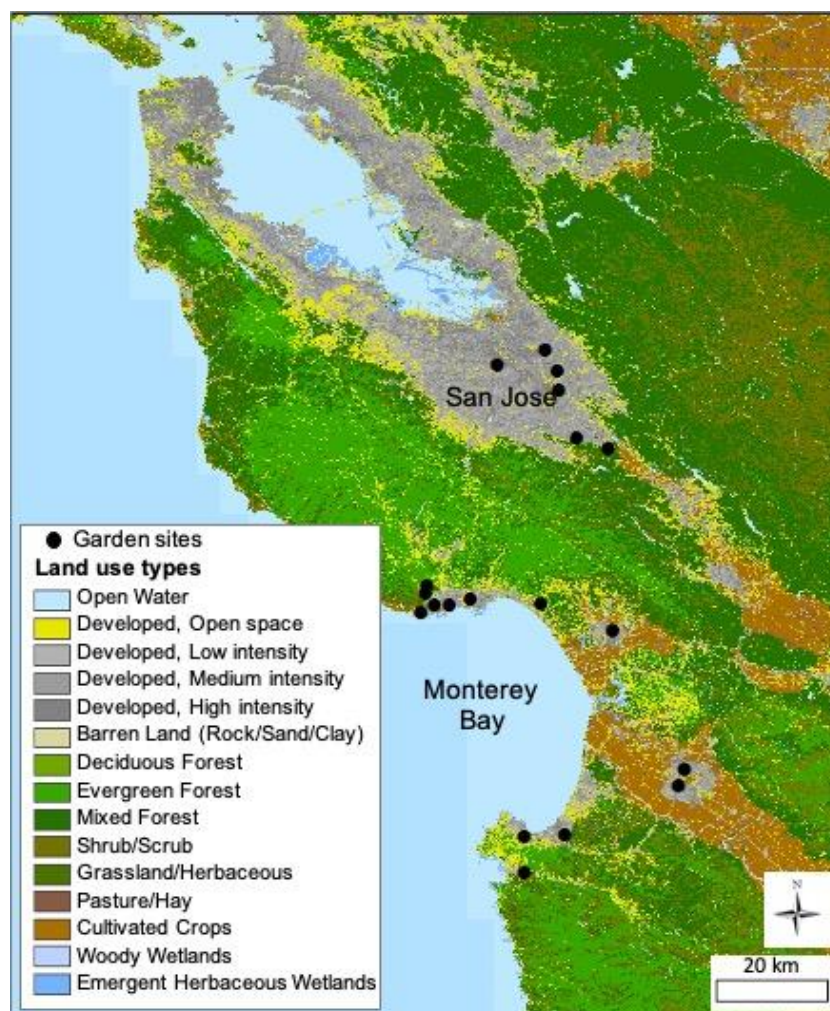 San Jose
Garden sites
Land use types
Open Water
Developed, Open space
Developed, Low intensity
Developed, Medium intensity
Developed, High intensity
Barren Land (Rock/Sand/Clay)
Deciduous Forest
Evergreen Forest
Mixed Forest
Shrub/Scrub
Grassland/Herbaceous
Pasture/Hay
Cultivated Crops
Woody Wetlands
Emergent Herbaceous Wetlands
Monterey
Bay
N
20 km